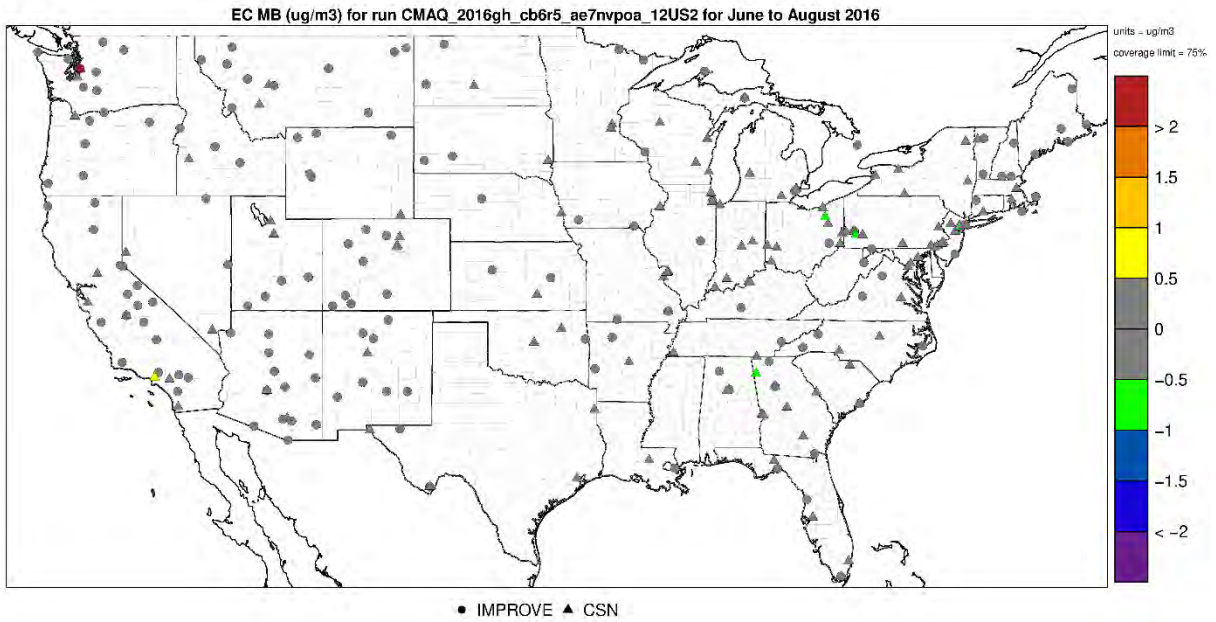 EC MB (ug/m3) for run CMAQ_2016gh_cb6r5_ae7nvpoa_12US2 for June to August 2016
units = ug/m3
coverage limit = 75%
> 2
1.5
1
0.5
0
−0.5
−1
−1.5
< −2
IMPROVE CSN